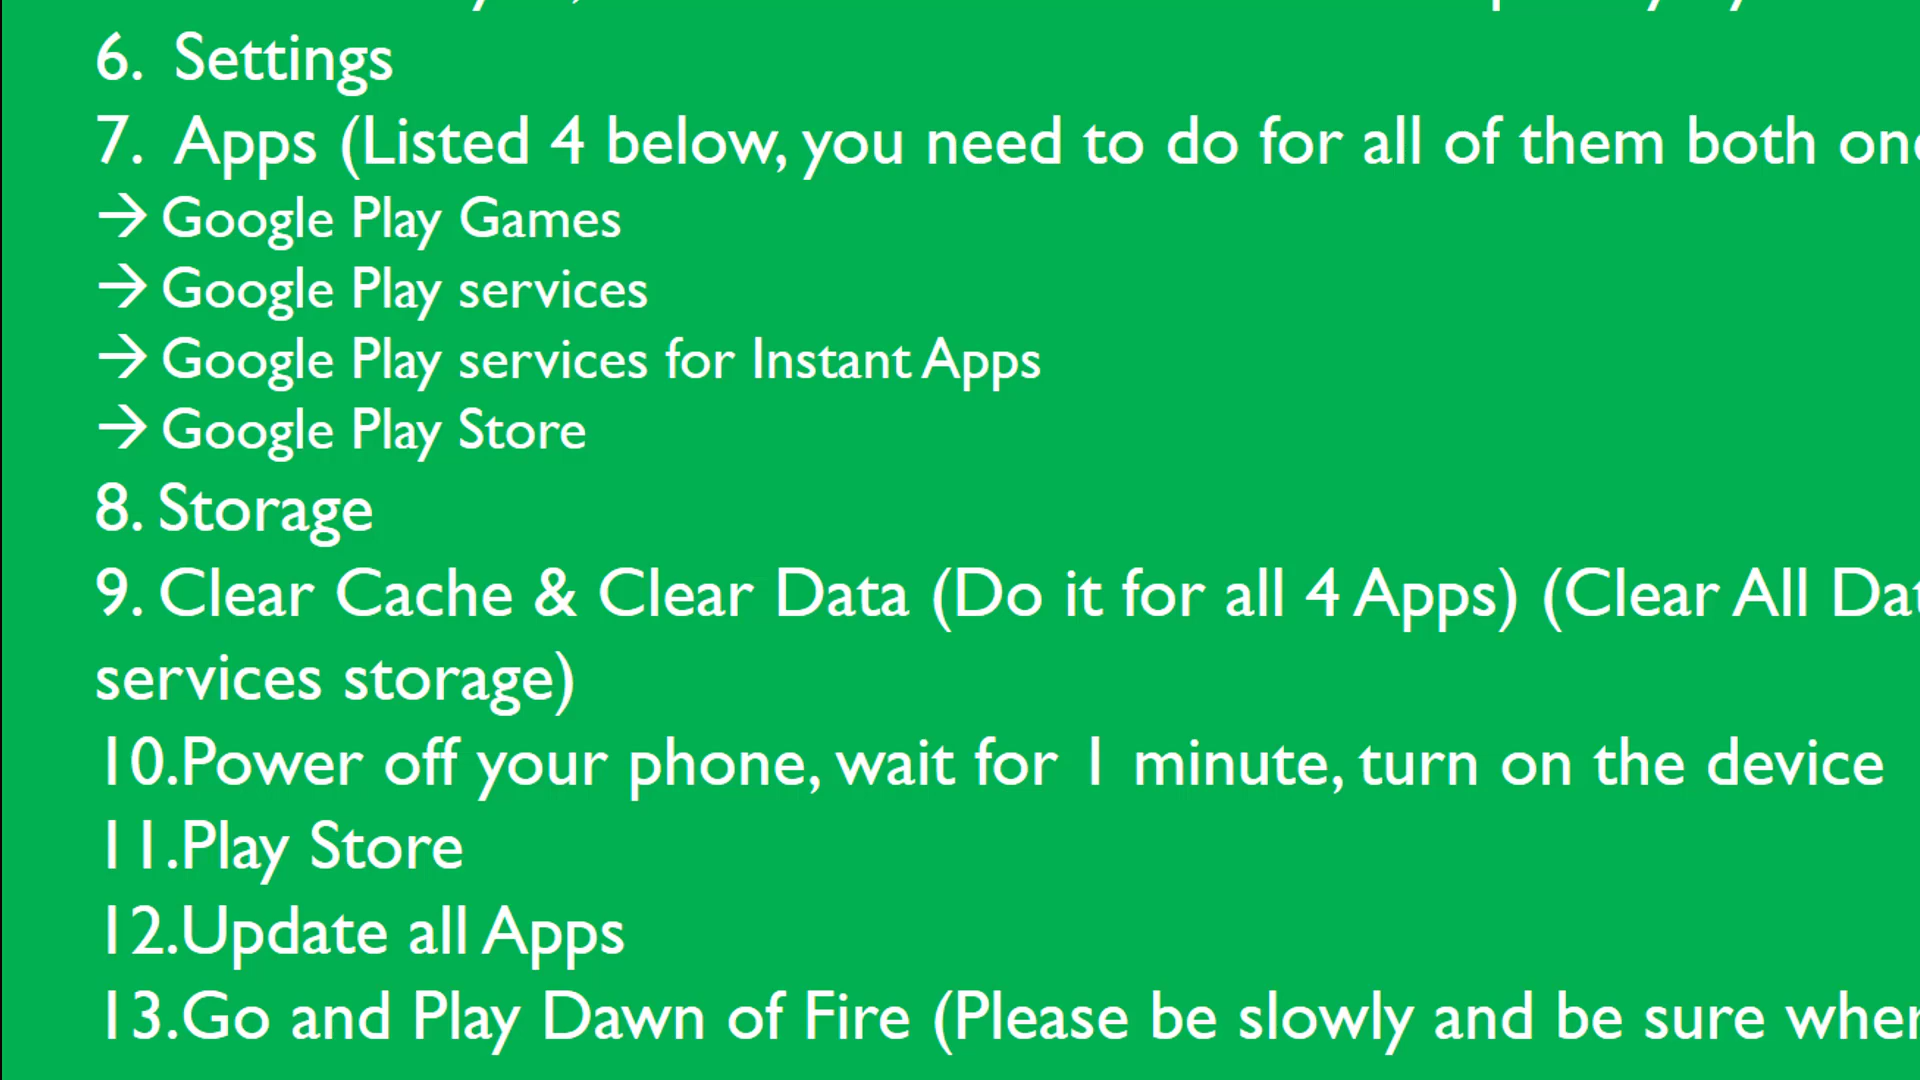 6. Settings
7. Apps (Listed 4 below, you need to do for all of them both
→ Google Play Games
→ Google Play services
→ Google Play services for Instant Apps
→ Google Play Store
8. Storage
9. Clear Cache & Clear Data (Do it for all 4 Apps) (Clear All
services storage)
10.Power off your phone, wait for 1 minute, turn on the device
11.Play Store
12.Update all Apps
13.Go and Play Dawn of Fire (Please be slowly and be sure